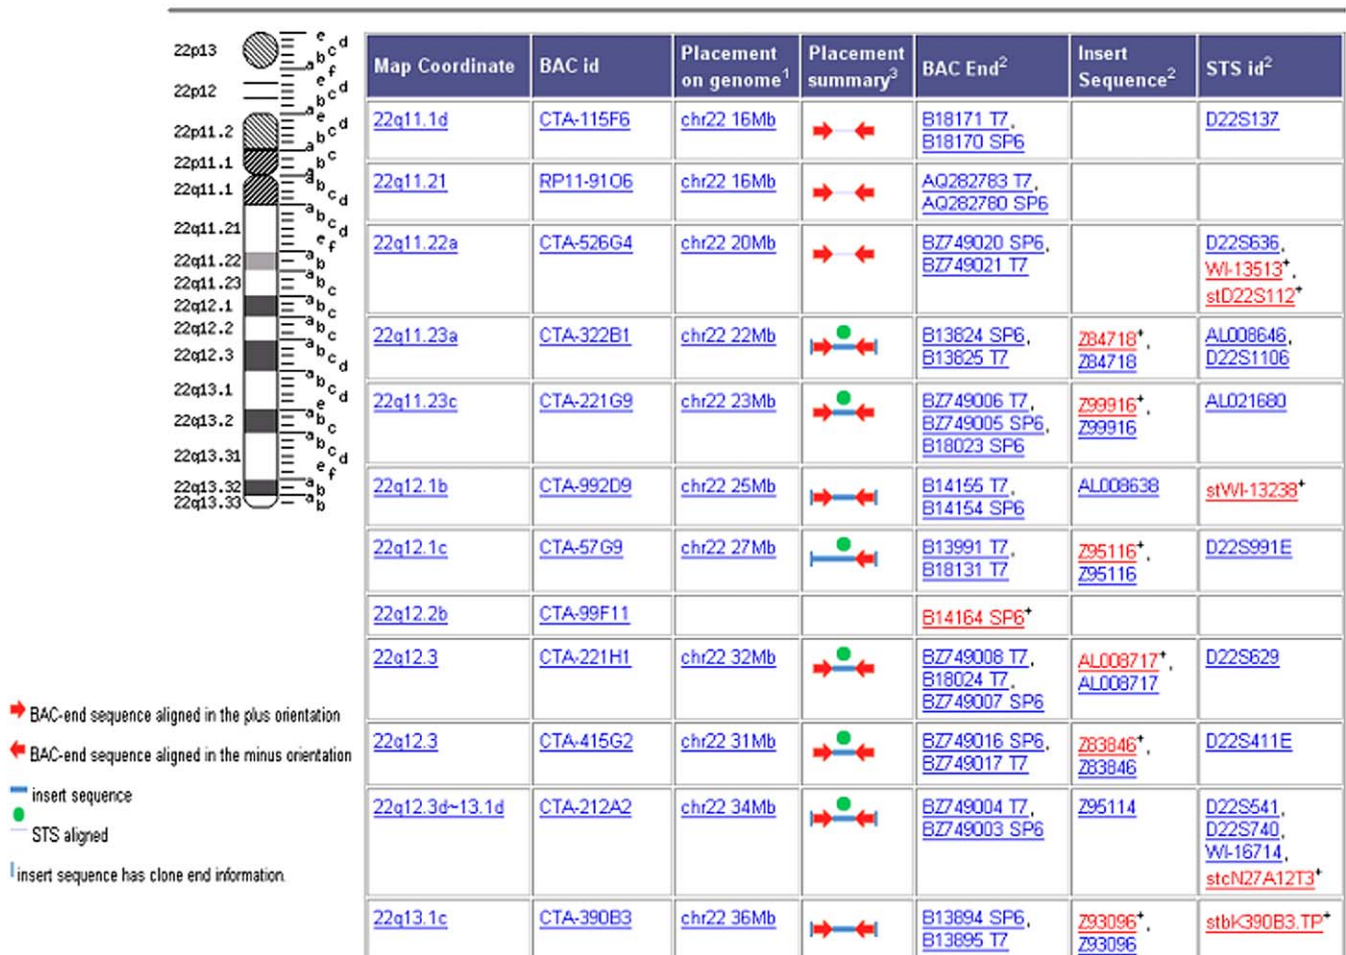 22p13
22p12
22p11.2
22p11.1
22q11.1
22q11.21
22q11.22
22q11.23
22q12.1
22q12.2
22q12.3
22q13.1
22q13.2
22q13.31
22q13.32
22q13.33
Map Coordinate BAC id Placement on genome1 Placement summary3 BAC End2 Insert Sequence2 STS id2
22q11.1d CTA-115F6 chr22 16Mb B18171 T7, D22S137
B18170 SP6
22q11.21 RP11-91O6 chr22 16Mb AQ282783 T7,
AQ282780 SP6
22q11.22a CTA-526G4 chr22 20Mb BZ749020 SP6, D22S636,
BZ749021 T7 WI-13513+,
stD22S112+
22q11.23a CTA-322B1 chr22 22Mb B13824 SP6, Z84718+, AL008646,
B13825 T7 Z84718 D22S1106
22q11.23c CTA-221G9 chr22 23Mb BZ749006 T7, Z99916+, AL021680
BZ749005 SP6, Z99916
B18023 SP6
22q12.1b CTA-992D9 chr22 25Mb B14155 T7, AL008638 stWI-13238+
B14154 SP6
22q12.1c CTA-57G9 chr22 27Mb B13991 T7, Z95116+, D22S991E
B18131 T7 Z95116
22q12.2b CTA-99F11 B14164 SP6+
22q12.3 CTA-221H1 chr22 32Mb BZ749008 T7, AL008717+, D22S629
B18024 T7, AL008717
BZ749007 SP6
22q12.3 CTA-415G2 chr22 31Mb BZ749016 SP6, Z83846+, D22S411E
BZ749017 T7 Z83846
22q12.3d~13.1d CTA-212A2 chr22 34Mb BZ749004 T7, Z95114 D22S541,
BZ749003 SP6 D22S740,
WI-16714,
stcN27A12T3+
22q13.1c CTA-390B3 chr22 36Mb B13894 SP6, Z93096+, stbK390B3.TP+
B13895 T7 Z93096
BAC-end sequence aligned in the plus orientation
BAC-end sequence aligned in the minus orientation
insert sequence
STS aligned
insert sequence has clone end information.